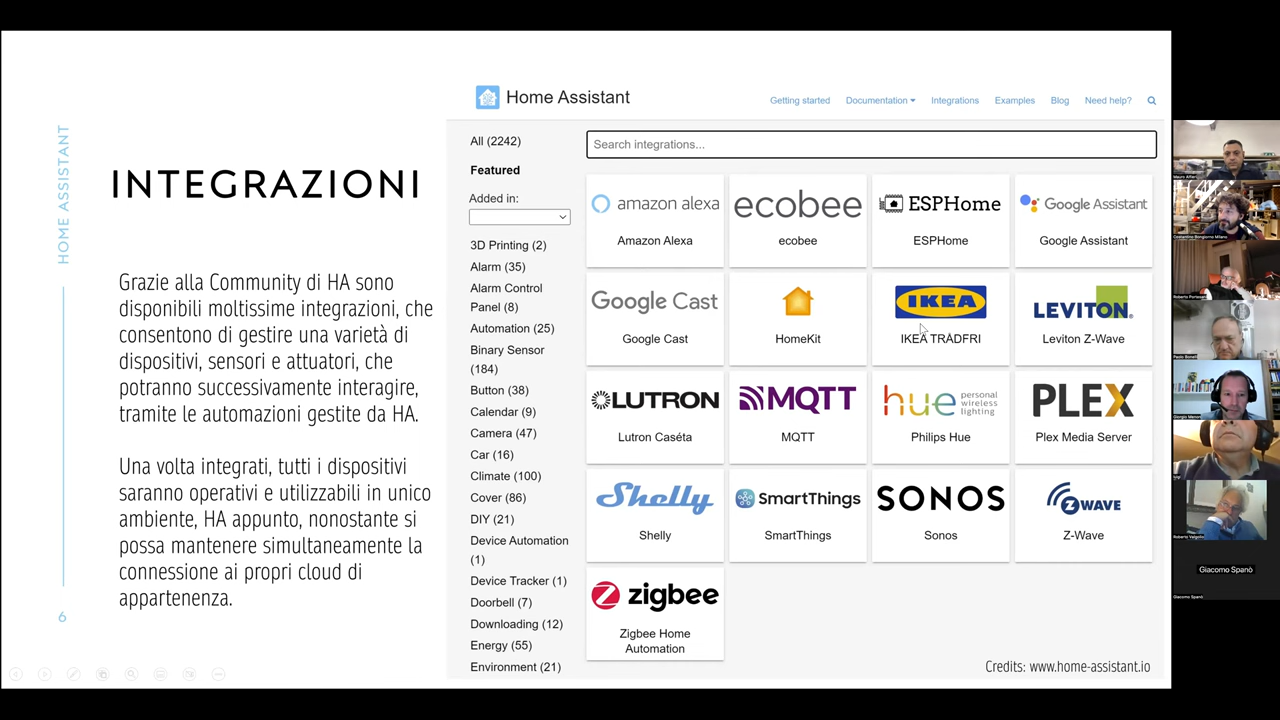 HOME ASSISTANT
6
INTEGRAZIONI
Grazie alla Community di HA sono
disponibili moltissime integrazioni, che
consentono di gestire una varietà di
dispositivi, sensori e attuatori, che
potranno successivamente interagire,
tramite le automazioni gestite da HA.
Una volta integrati, tutti i dispositivi
saranno operativi e utilizzabili in unico
ambiente, HA appunto, nonostante si
possa mantenere simultaneamente la
connessione ai propri cloud di
appartenenza.
Home Assistant
Getting started Documentation Integrations Examples Blog Need help?
All (2242)
Featured
Added in:
3D Printing (2)
Alarm (35)
Alarm Control
Panel (8)
Automation (25)
Binary Sensor
(184)
Button (38)
Calendar (9)
Camera (47)
Car (16)
Climate (100)
Cover (86)
DIY (21)
Device Automation
(1)
Device Tracker (1)
Doorbell (7)
Downloading (12)
Energy (55)
Environment (21)
Search integrations...
amazon alexa ecobee ESPHome Google Assistant
Amazon Alexa ecobee ESPHome Google Assistant
Google Cast IKEA LEVITON
Google Cast HomeKit IKEA TRÅDFRI Leviton Z-Wave
LUTRON MQTT hue personal wireless lighting PLEX
Lutron Caséta MQTT Philips Hue Plex Media Server
Shelly SmartThings SONOS Z WAVE
Shelly SmartThings Sonos Z-Wave
zigbee
Zigbee Home
Automation
Credits: www.home-assistant.io
Costantino Bongiorno Milano
Giacomo Spanò
Giacomo Spanò